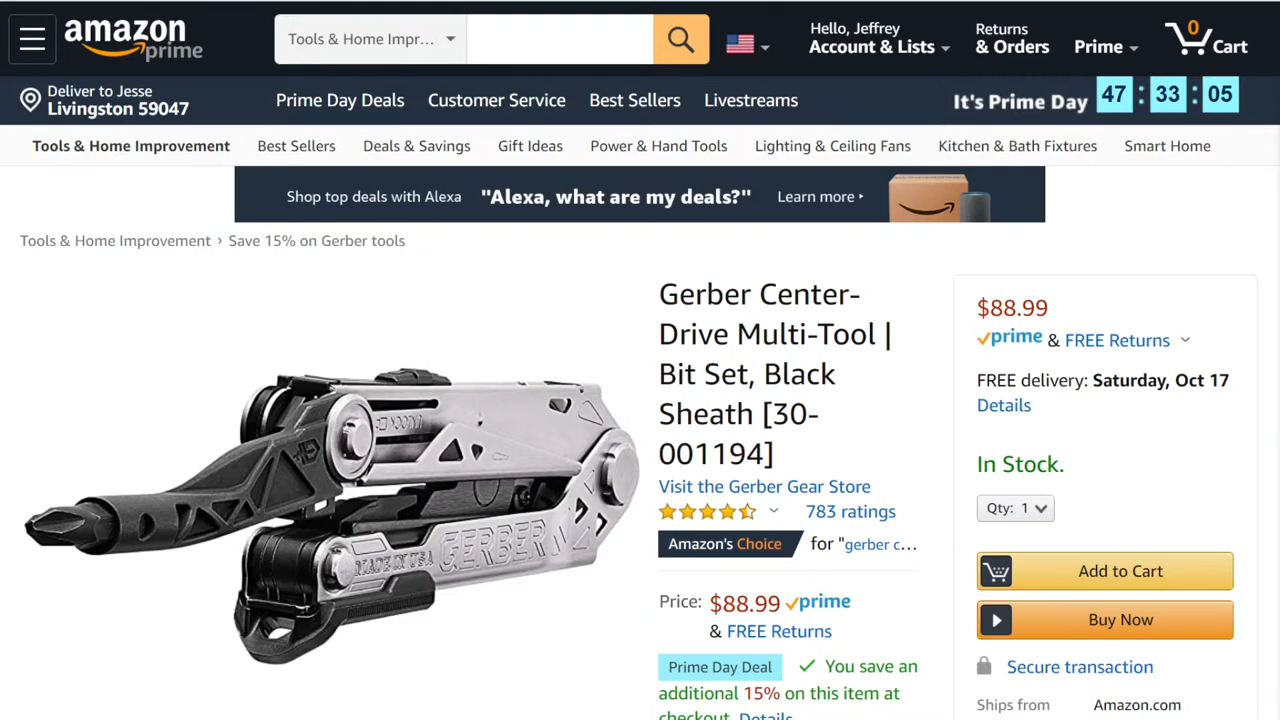 amazon
prime
Tools & Home Impr...
Hello, Jeffrey
Account & Lists
Returns
& Orders
Prime
0
Cart
Deliver to Jesse
Livingston 59047
Prime Day Deals
Customer Service
Best Sellers
Livestreams
It's Prime Day
47 : 33 : 05
Tools & Home Improvement
Best Sellers
Deals & Savings
Gift Ideas
Power & Hand Tools
Lighting & Ceiling Fans
Kitchen & Bath Fixtures
Smart Home
Shop top deals with Alexa
"Alexa, what are my deals?"
Learn more ‣
Tools & Home Improvement › Save 15% on Gerber tools
MADE IN USA
GERBER
Gerber Center-
Drive Multi-Tool |
Bit Set, Black
Sheath [30-
001194]
Visit the Gerber Gear Store
783 ratings
Amazon's Choice
for "gerber c...
Price: $88.99 prime
& FREE Returns
Prime Day Deal
You save an
additional 15% on this item at
checkout. Details
$88.99
prime & FREE Returns
FREE delivery: Saturday, Oct 17
Details
In Stock.
Qty: 1
Add to Cart
Buy Now
Secure transaction
Ships from
Amazon.com